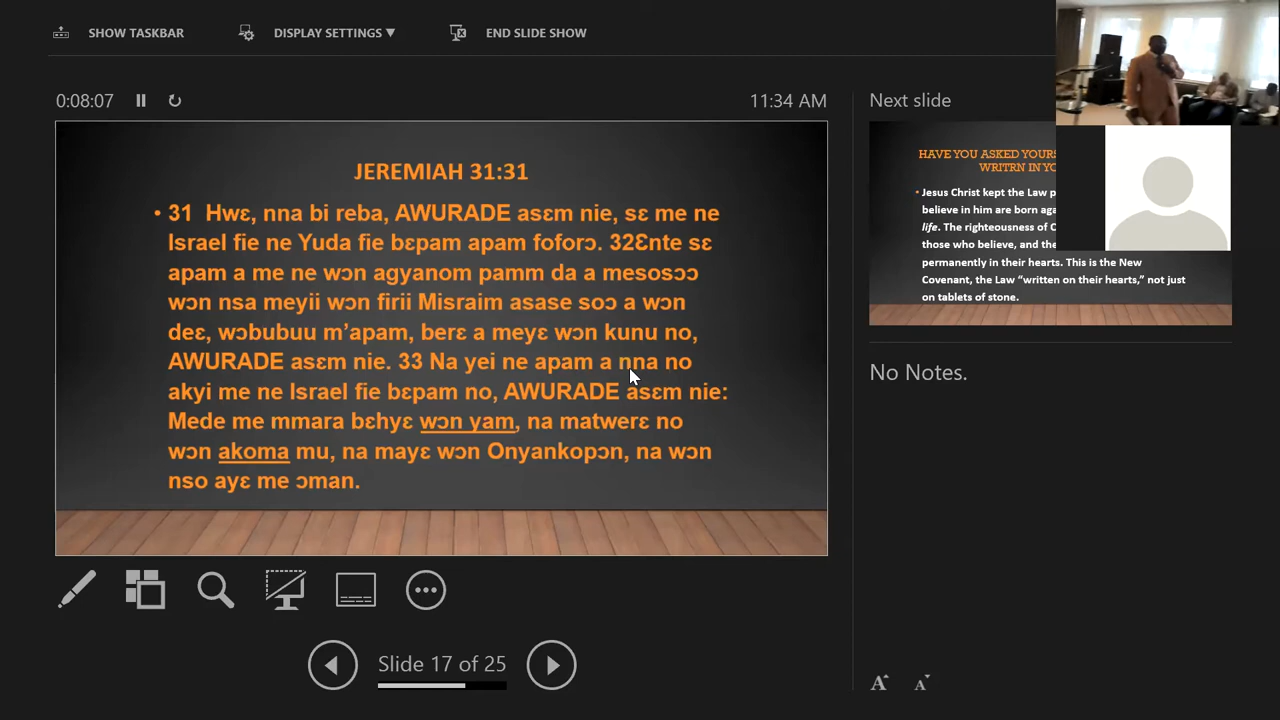 SHOW TASKBAR
DISPLAY SETTINGS ▼
END SLIDE SHOW
0:08:07
11:34 AM
JEREMIAH 31:31
• 31 Hwɛ, nna bi reba, AWURADE asɛm nie, sɛ me ne
Israel fie ne Yuda fie bɛpam apam foforɔ. 32Ɛnte sɛ
apam a me ne wɔn agyanom pamm da a mesosɔɔ
wɔn nsa meyii wɔn firii Misraim asase soɔ a wɔn
deɛ, wɔbubuu m’apam, berɛ a meyɛ wɔn kunu no,
AWURADE asɛm nie. 33 Na yei ne apam a nna no
akyi me ne Israel fie bɛpam no, AWURADE asɛm nie:
Mede me mmara bɛhyɛ wɔn yam, na matwerɛ no
wɔn akoma mu, na mayɛ wɔn Onyankopɔn, na wɔn
nso ayɛ me ɔman.
Next slide
HAVE YOU ASKED
WRITRN IN
• Jesus Christ kept the Law
believe in him are born
life. The righteousness of
those who believe, and
permanently in their hearts. This is the New
Covenant, the Law “written on their hearts,” not just
on tablets of stone.
No Notes.
Slide 17 of 25
A A